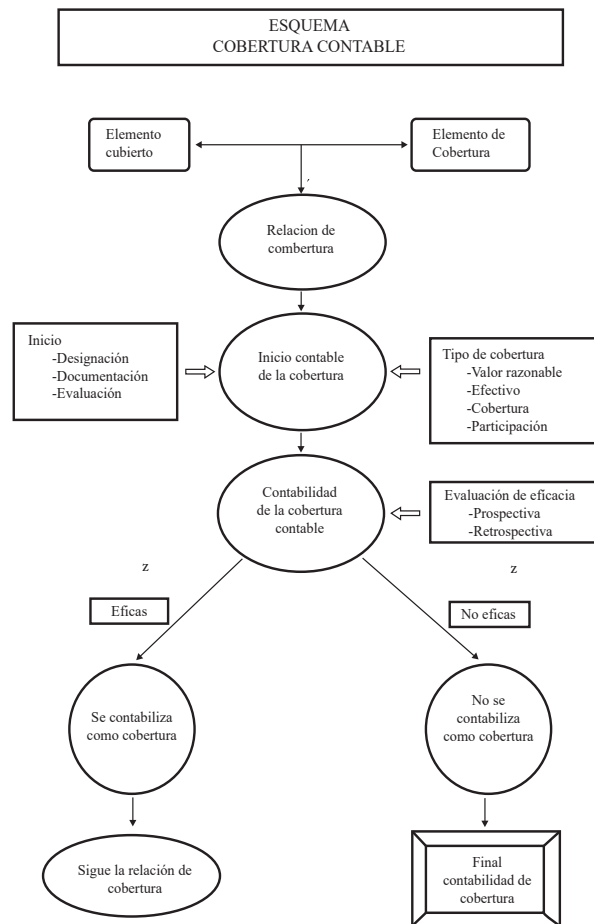 ESQUEMA
COBERTURA CONTABLE
Elemento
cubierto
Elemento de
Cobertura
Relacion de
combertura
Inicio
-Designación
-Documentación
-Evaluación
Inicio contable
de la cobertura
Tipo de cobertura
-Valor razonable
-Efectivo
-Cobertura
-Participación
Contabilidad
de la cobertura
contable
Evaluación de eficacia
-Prospectiva
-Retrospectiva
z
z
Eficas
No eficas
Se contabiliza
como cobertura
No se
contabiliza
como cobertura
Sigue la relación de
cobertura
Final
contabilidad de
cobertura